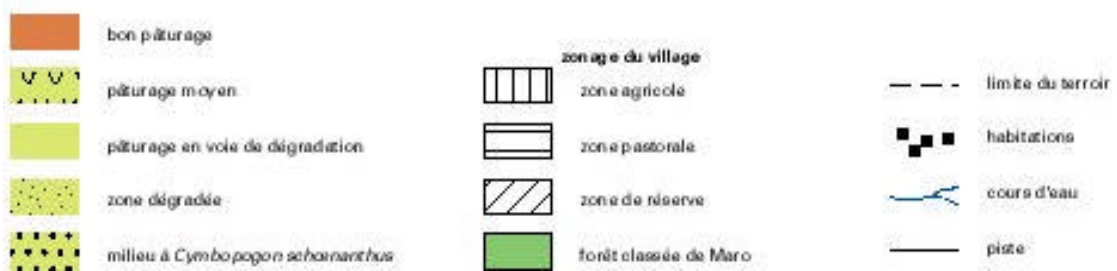 bon pâturage
pâturage moyen
pâturage en voie de dégradation
zone dégradée
milieu à Cymbopogon schœnanthus
zonage du village
zone agricole
zone pastorale
zone de réserve
forêt classée de Maro
limite du terroir
habitations
cours d'eau
piste